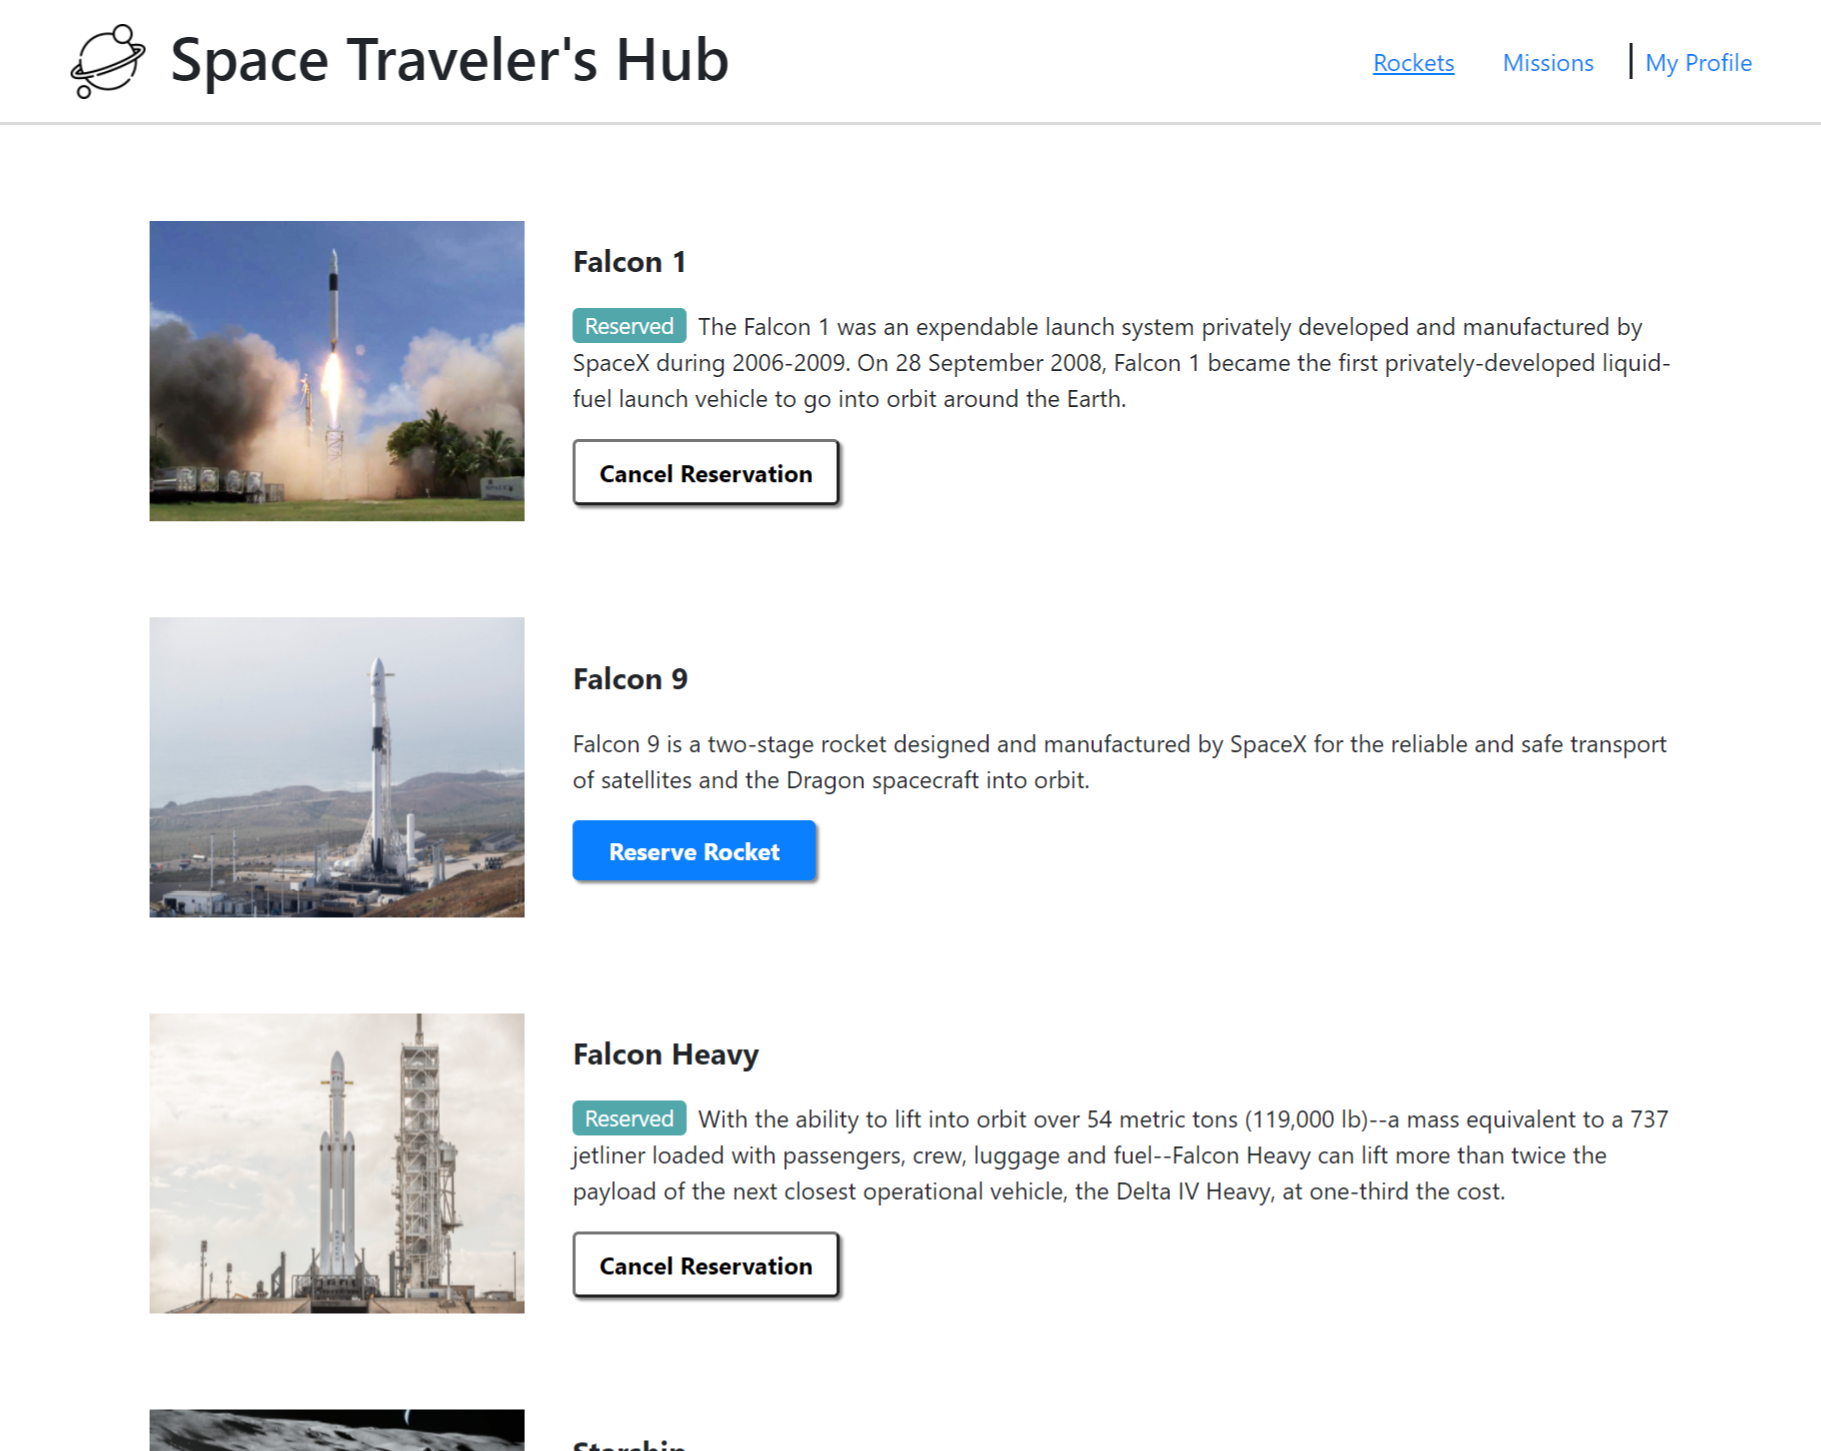 Space Traveler's Hub
Rockets
Missions
My Profile
Falcon 1
Reserved The Falcon 1 was an expendable launch system privately developed and manufactured by
SpaceX during 2006-2009. On 28 September 2008, Falcon 1 became the first privately-developed liquid-
fuel launch vehicle to go into orbit around the Earth.
Cancel Reservation
Falcon 9
Falcon 9 is a two-stage rocket designed and manufactured by SpaceX for the reliable and safe transport
of satellites and the Dragon spacecraft into orbit.
Reserve Rocket
Falcon Heavy
Reserved With the ability to lift into orbit over 54 metric tons (119,000 lb)--a mass equivalent to a 737
jetliner loaded with passengers, crew, luggage and fuel--Falcon Heavy can lift more than twice the
payload of the next closest operational vehicle, the Delta IV Heavy, at one-third the cost.
Cancel Reservation
Starship